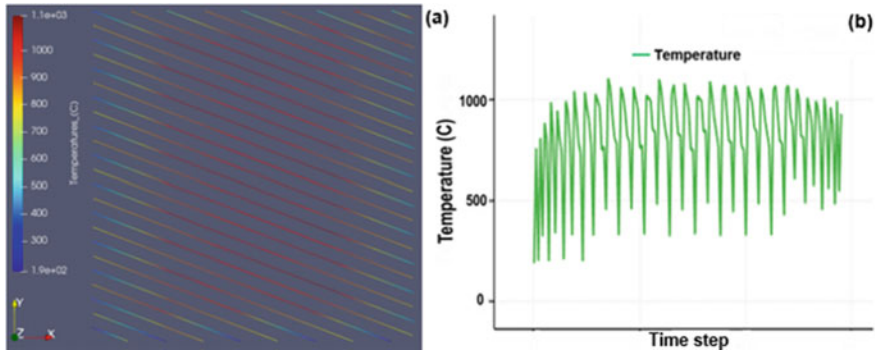 (a)
1.1e+03
1000
900
800
700
600
500
400
300
1.9e+02
Temperatures_(C)
Y
Z
X
(b)
Temperature
1000
500
0
Temperature (C)
Time step